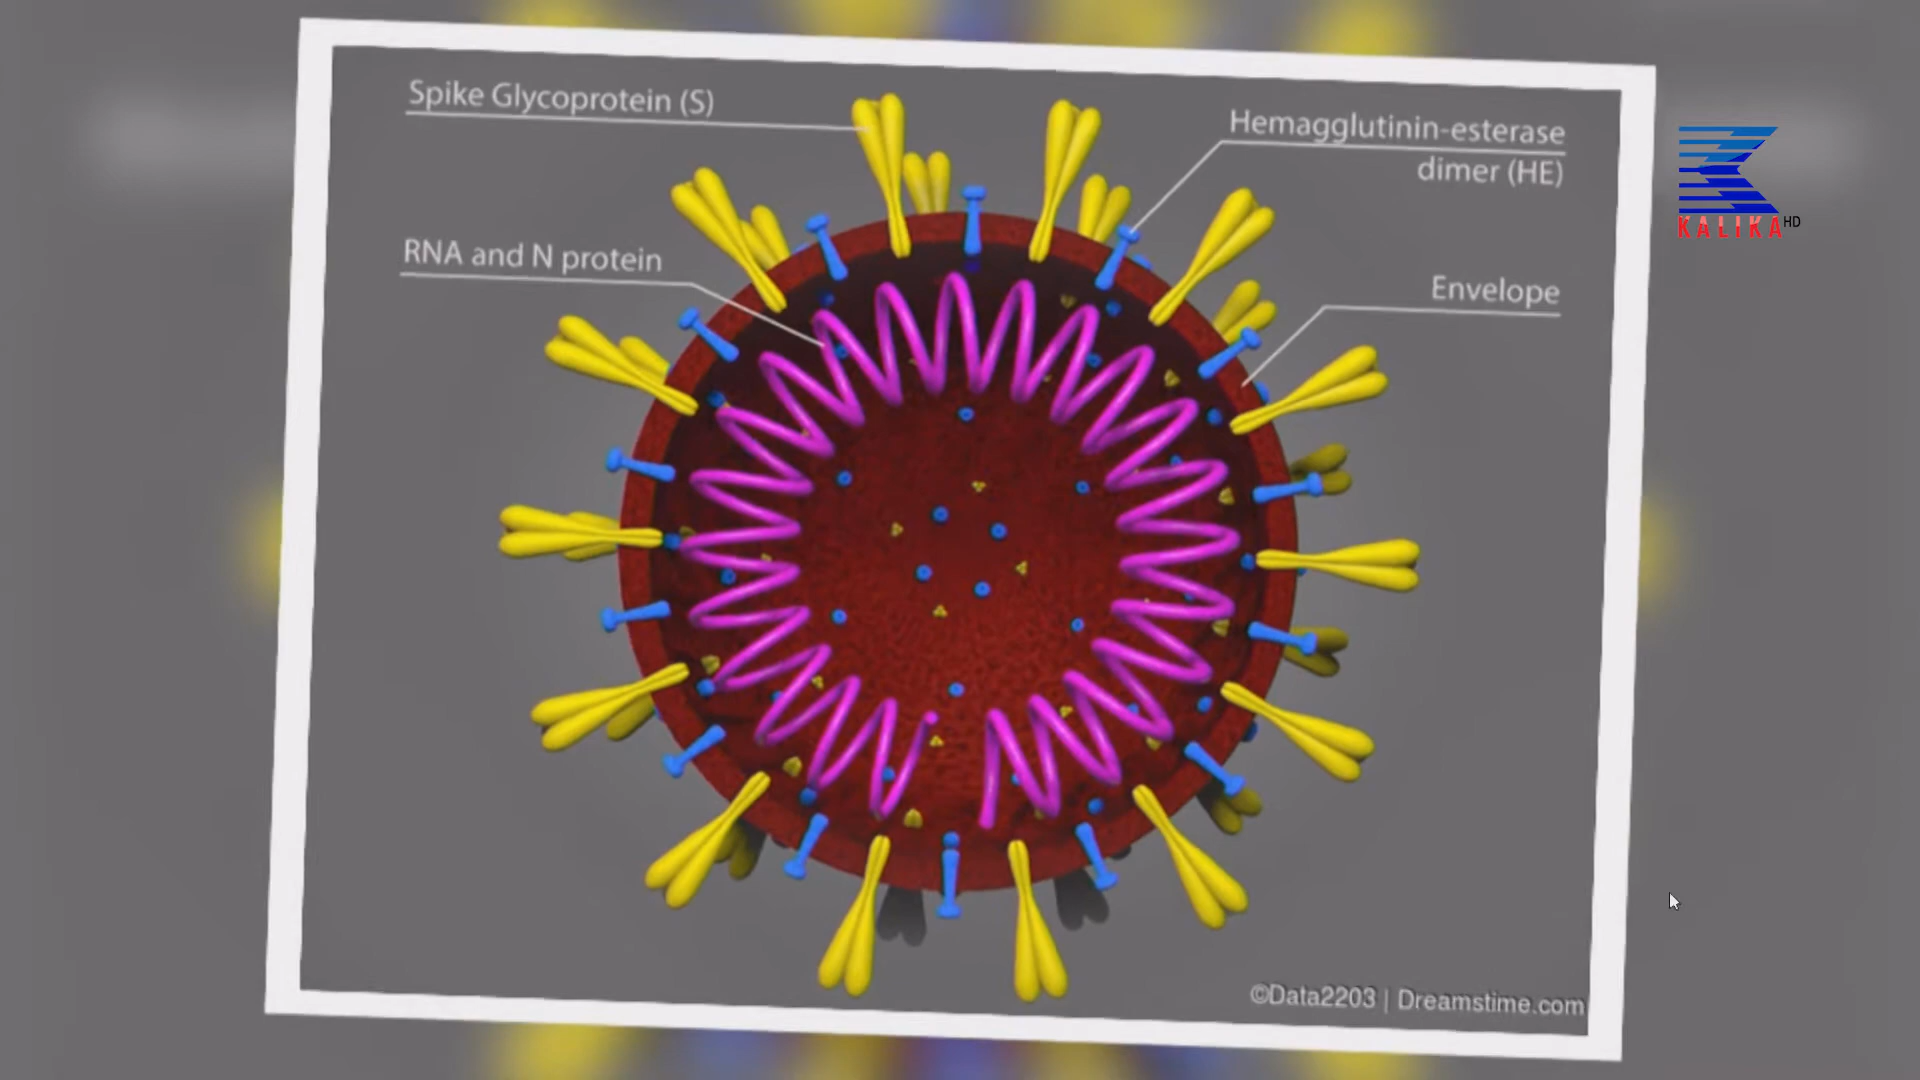 Spike Glycoprotein (S)
Hemagglutinin-esterase
dimer (HE)
RNA and N protein
Envelope
KALIKA HD
©Data2203 | Dreamstime.com